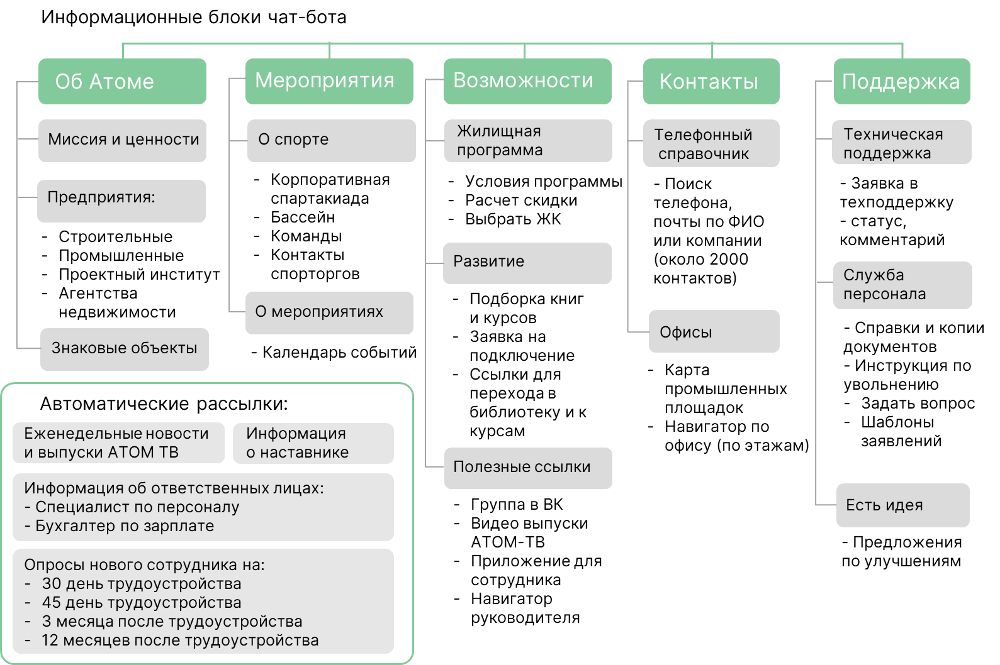 Информационные блоки чат-бота
Об Атоме
Миссия и ценности
Предприятия:
- Строительные
- Промышленные
- Проектный институт
- Агентства
недвижимости
Знаковые объекты
Мероприятия
О спорте
- Корпоративная
спартакиада
- Бассейн
- Команды
- Контакты
спорторгов
О мероприятиях
- Календарь событий
Возможности
Жилищная
программа
- Условия программы
- Расчет скидки
- Выбрать ЖК
Развитие
- Подборка книг
и курсов
- Заявка на
подключение
- Ссылки для
перехода в
библиотеку и к
курсам
Полезные ссылки
- Группа в ВК
- Видео выпуски
АТОМ-ТВ
- Приложение для
сотрудника
- Навигатор
руководителя
Контакты
Телефонный
справочник
- Поиск
телефона,
почты по ФИО
или компании
(около 2000
контактов)
Офисы
- Карта
промышленных
площадок
- Навигатор по
офису (по этажам)
Поддержка
Техническая
поддержка
- Заявка в
техподдержку
- статус,
комментарий
Служба
персонала
- Справки и копии
документов
- Инструкция по
увольнению
- Задать вопрос
- Шаблоны
заявлений
Есть идея
- Предложения
по улучшениям
Автоматические рассылки:
Еженедельные новости
и выпуски АТОМ ТВ
Информация
о наставнике
Информация об ответственных лицах:
- Специалист по персоналу
- Бухгалтер по зарплате
Опросы нового сотрудника на:
- 30 день трудоустройства
- 45 день трудоустройства
- 3 месяца после трудоустройства
- 12 месяцев после трудоустройства